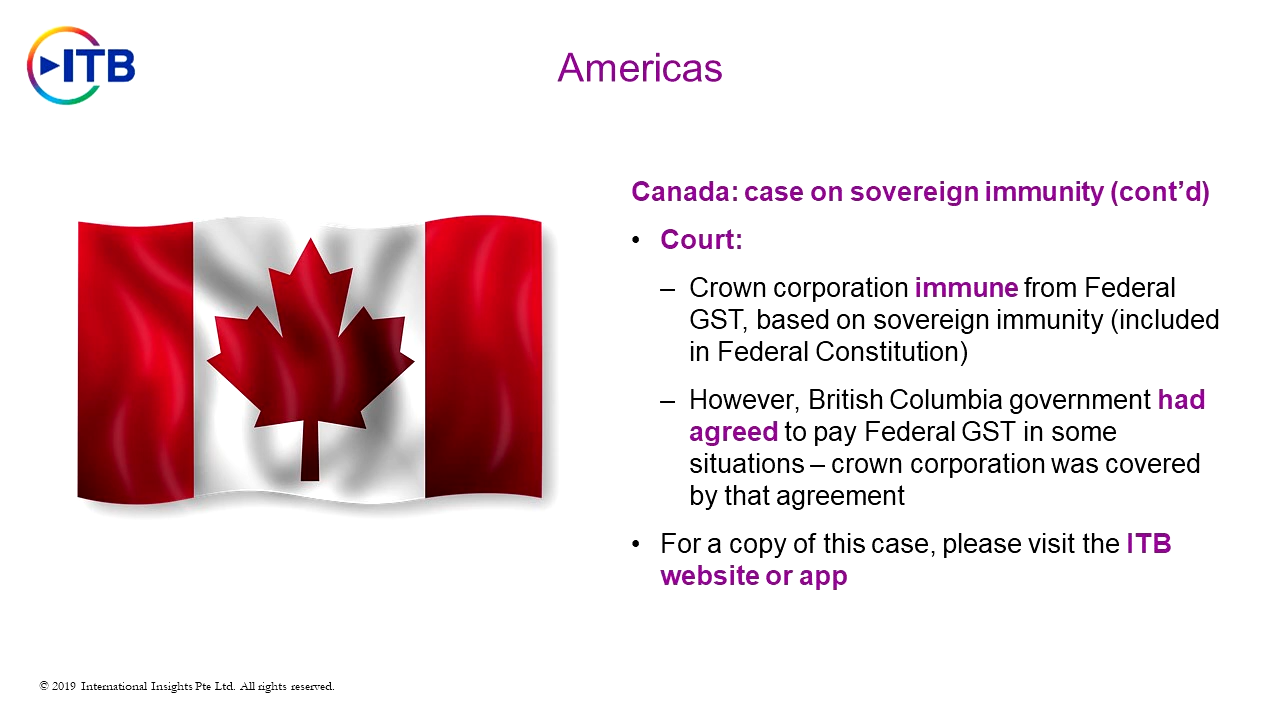 ITB
Americas
Canada: case on sovereign immunity (cont’d)
• Court:
– Crown corporation immune from Federal
GST, based on sovereign immunity (included
in Federal Constitution)
– However, British Columbia government had
agreed to pay Federal GST in some
situations – crown corporation was covered
by that agreement
• For a copy of this case, please visit the ITB
website or app
© 2019 International Insights Pte Ltd. All rights reserved.